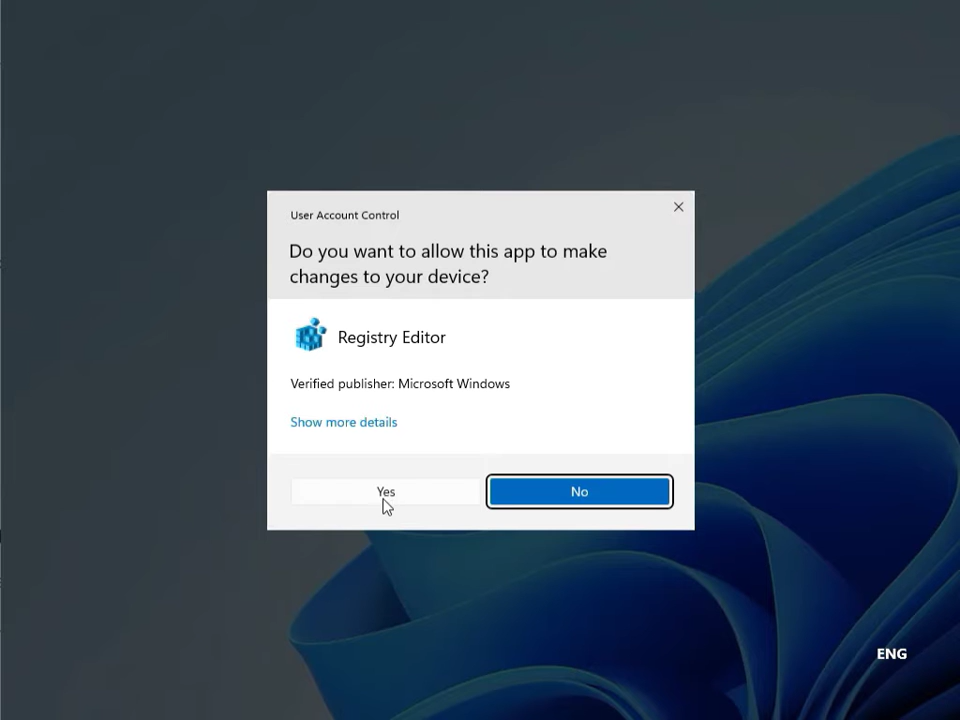 User Account Control
Do you want to allow this app to make
changes to your device?
Registry Editor
Verified publisher: Microsoft Windows
Show more details
Yes
No
ENG